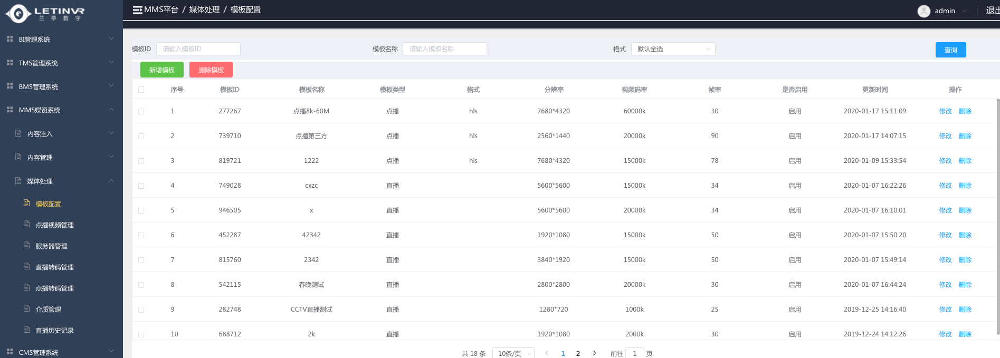 LETINVR
兰亭数字
BI管理系统
TMS管理系统
BMS管理系统
MMS媒资系统
内容注入
内容管理
媒体处理
模板配置
点播视频管理
服务器管理
直播转码管理
点播转码管理
介质管理
直播历史记录
CMS管理系统
MMS平台 / 媒体处理 / 模板配置
admin 退出
模板ID 请输入模板ID 模板名称 请输入模板名称 格式 默认全选 查询
新增模板 删除模板
序号 模板ID 模板名称 模板类型 格式 分辨率 视频码率 帧率 是否启用 更新时间 操作
1 277267 点播8k-60M 点播 hls 7680*4320 60000k 30 启用 2020-01-17 15:11:09 修改 删除
2 739710 点播第三方 点播 hls 2560*1440 20000k 90 启用 2020-01-17 14:07:15 修改 删除
3 819721 1222 点播 hls 7680*4320 15000k 78 启用 2020-01-09 15:33:54 修改 删除
4 749028 cxzc 直播 5600*5600 15000k 34 启用 2020-01-07 16:22:26 修改 删除
5 946505 x 直播 5600*5600 20000k 34 启用 2020-01-07 16:10:01 修改 删除
6 452287 42342 直播 1920*1080 15000k 50 启用 2020-01-07 15:50:20 修改 删除
7 815760 2342 直播 3840*1920 15000k 50 启用 2020-01-07 15:49:14 修改 删除
8 542115 春晚测试 直播 2800*2800 20000k 30 启用 2020-01-07 16:44:24 修改 删除
9 282748 CCTV直播测试 直播 1280*720 1000k 25 启用 2019-12-25 14:16:40 修改 删除
10 688712 2k 直播 1920*1080 2000k 30 启用 2019-12-24 14:12:26 修改 删除
共 18 条 10条/页 1 2 前往 1 页